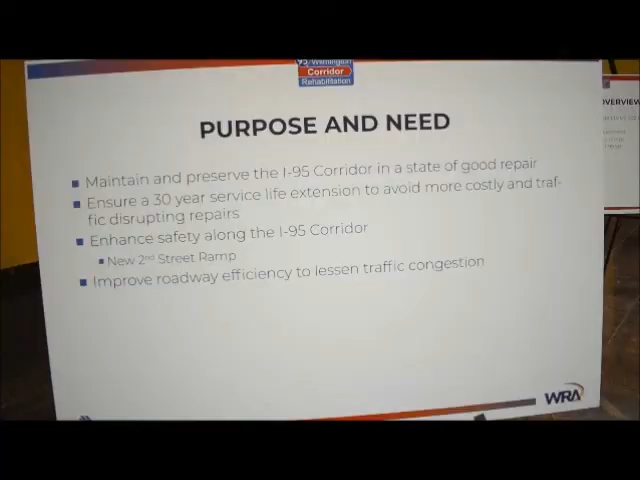 95/Wilmington
Corridor
Rehabilitation
PURPOSE AND NEED
Maintain and preserve the I-95 Corridor in a state of good repair
Ensure a 30 year service life extension to avoid more costly and traf-
fic disrupting repairs
Enhance safety along the I-95 Corridor
New 2nd Street Ramp
Improve roadway efficiency to lessen traffic congestion
WRA
OVERVIEW